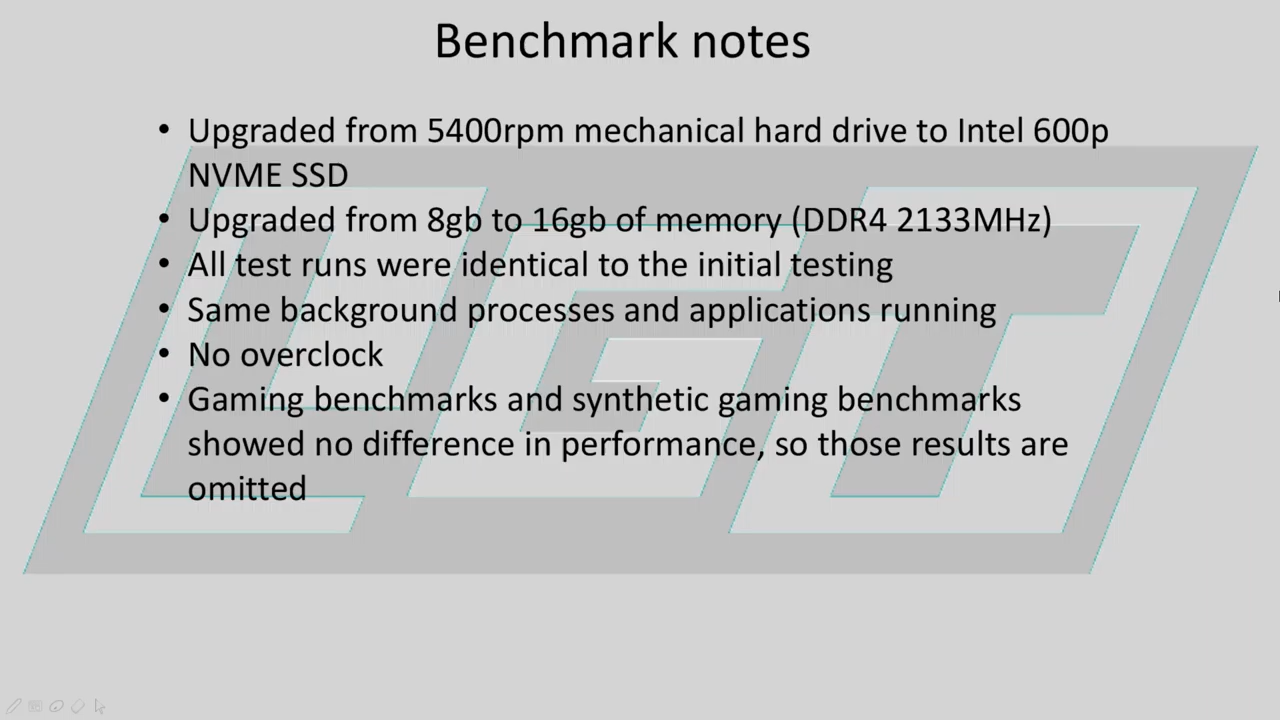 Benchmark notes
• Upgraded from 5400rpm mechanical hard drive to Intel 600p
NVME SSD
• Upgraded from 8gb to 16gb of memory (DDR4 2133MHz)
• All test runs were identical to the initial testing
• Same background processes and applications running
• No overclock
• Gaming benchmarks and synthetic gaming benchmarks
showed no difference in performance, so those results are
omitted